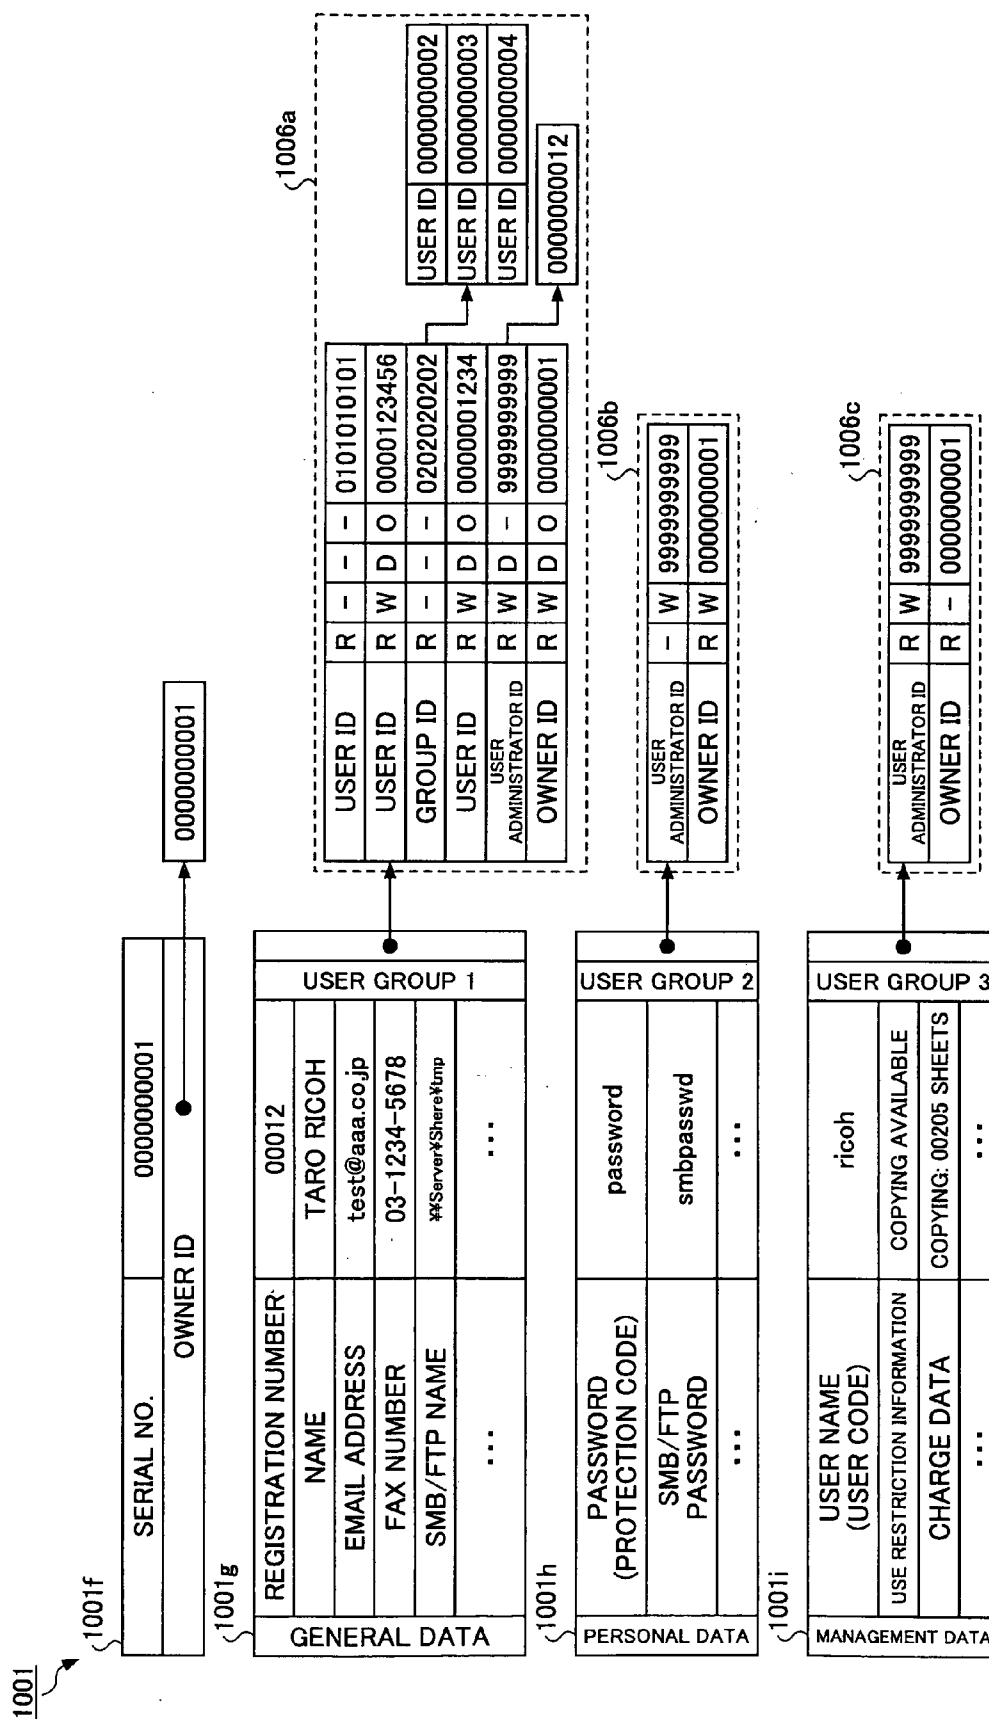 1001
1001f
SERIAL NO. 0000000001
OWNER ID
0000000001
1001g
GENERAL DATA
REGISTRATION NUMBER 00012
NAME TARO RICOH
EMAIL ADDRESS test@aaa.co.jp
FAX NUMBER 03-1234-5678
SMB/FTP NAME ¥¥Server¥Shere¥tmp
... ...
USER GROUP 1
1006a
USER ID R - - - 0101010101
USER ID R W D O 0000123456
GROUP ID R - - - 0202020202
USER ID R W D O 0000001234
USER
ADMINISTRATOR ID R W D - 9999999999
OWNER ID R W D O 0000000001
USER ID 0000000002
USER ID 0000000003
USER ID 0000000004
0000000012
1001h
PERSONAL DATA
PASSWORD
(PROTECTION CODE) password
SMB/FTP
PASSWORD smbpasswd
... ...
USER GROUP 2
1006b
USER
ADMINISTRATOR ID - W 9999999999
OWNER ID R W 0000000001
1001i
MANAGEMENT DATA
USER NAME
(USER CODE) ricoh
USE RESTRICTION INFORMATION COPYING AVAILABLE
CHARGE DATA COPYING: 00205 SHEETS
... ...
USER GROUP 3
1006c
USER
ADMINISTRATOR ID R W 9999999999
OWNER ID R - 0000000001